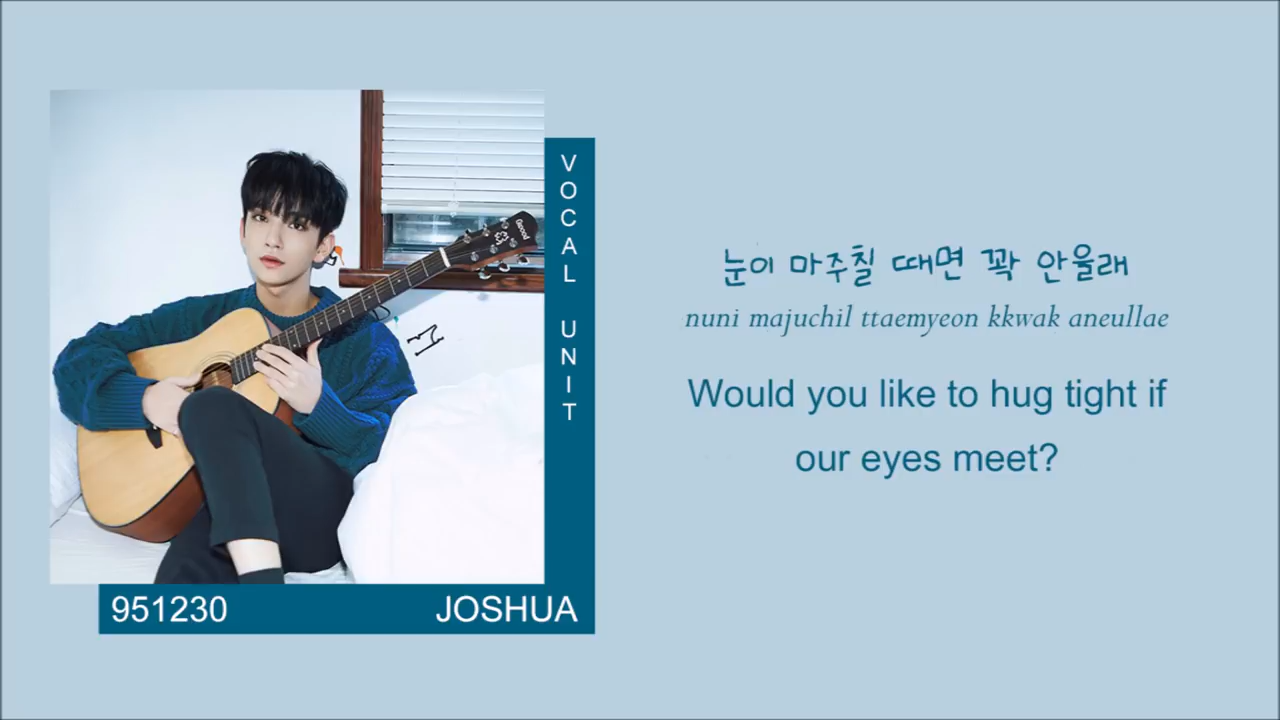 VOCAL UNIT
951230 JOSHUA
눈이 마주칠 때면 꽉 안을래
nuni majuchil ttaemyeon kkwak aneullae
Would you like to hug tight if
our eyes meet?